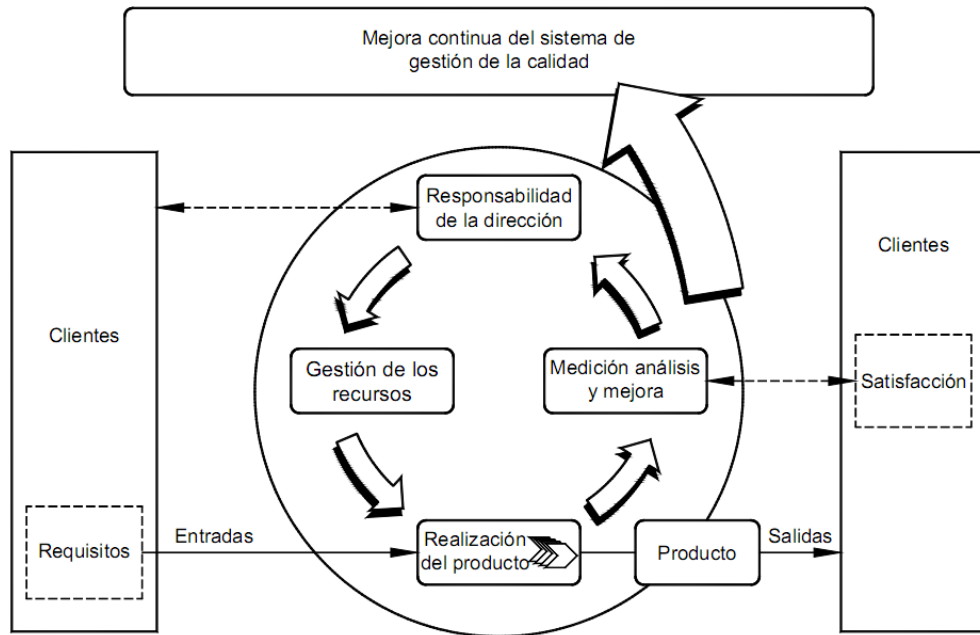 Mejora continua del sistema de
gestión de la calidad
Responsabilidad
de la dirección
Clientes
Clientes
Gestión de los
recursos
Medición análisis
y mejora
Satisfacción
Requisitos
Entradas
Realización
del producto
Producto
Salidas